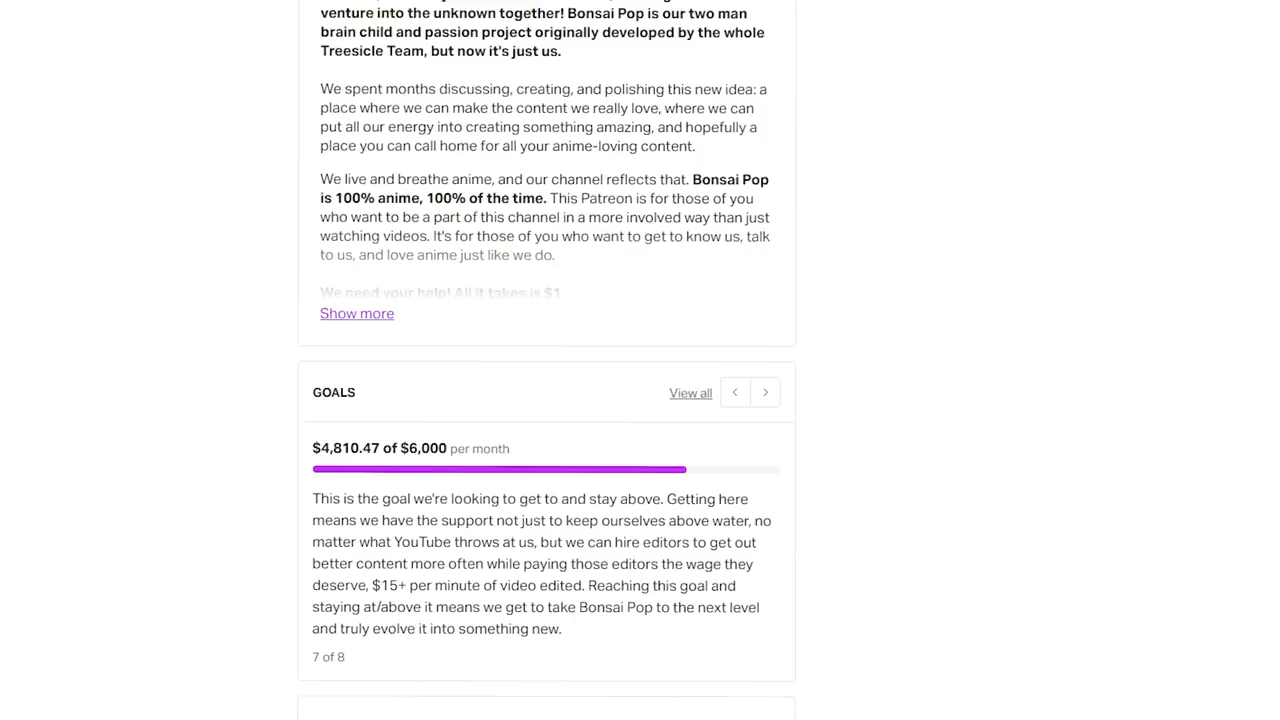 venture into the unknown together! Bonsai Pop is our two man
brain child and passion project originally developed by the whole
Treesicle Team, but now it's just us.
We spent months discussing, creating, and polishing this new idea: a
place where we can make the content we really love, where we can
put all our energy into creating something amazing, and hopefully a
place you can call home for all your anime-loving content.
We live and breathe anime, and our channel reflects that. Bonsai Pop
is 100% anime, 100% of the time. This Patreon is for those of you
who want to be a part of this channel in a more involved way than just
watching videos. It's for those of you who want to get to know us, talk
to us, and love anime just like we do.
We need your help! All it takes is $1
Show more
GOALS
View all
$4,810.47 of $6,000 per month
This is the goal we're looking to get to and stay above. Getting here
means we have the support not just to keep ourselves above water, no
matter what YouTube throws at us, but we can hire editors to get out
better content more often while paying those editors the wage they
deserve, $15+ per minute of video edited. Reaching this goal and
staying at/above it means we get to take Bonsai Pop to the next level
and truly evolve it into something new.
7 of 8